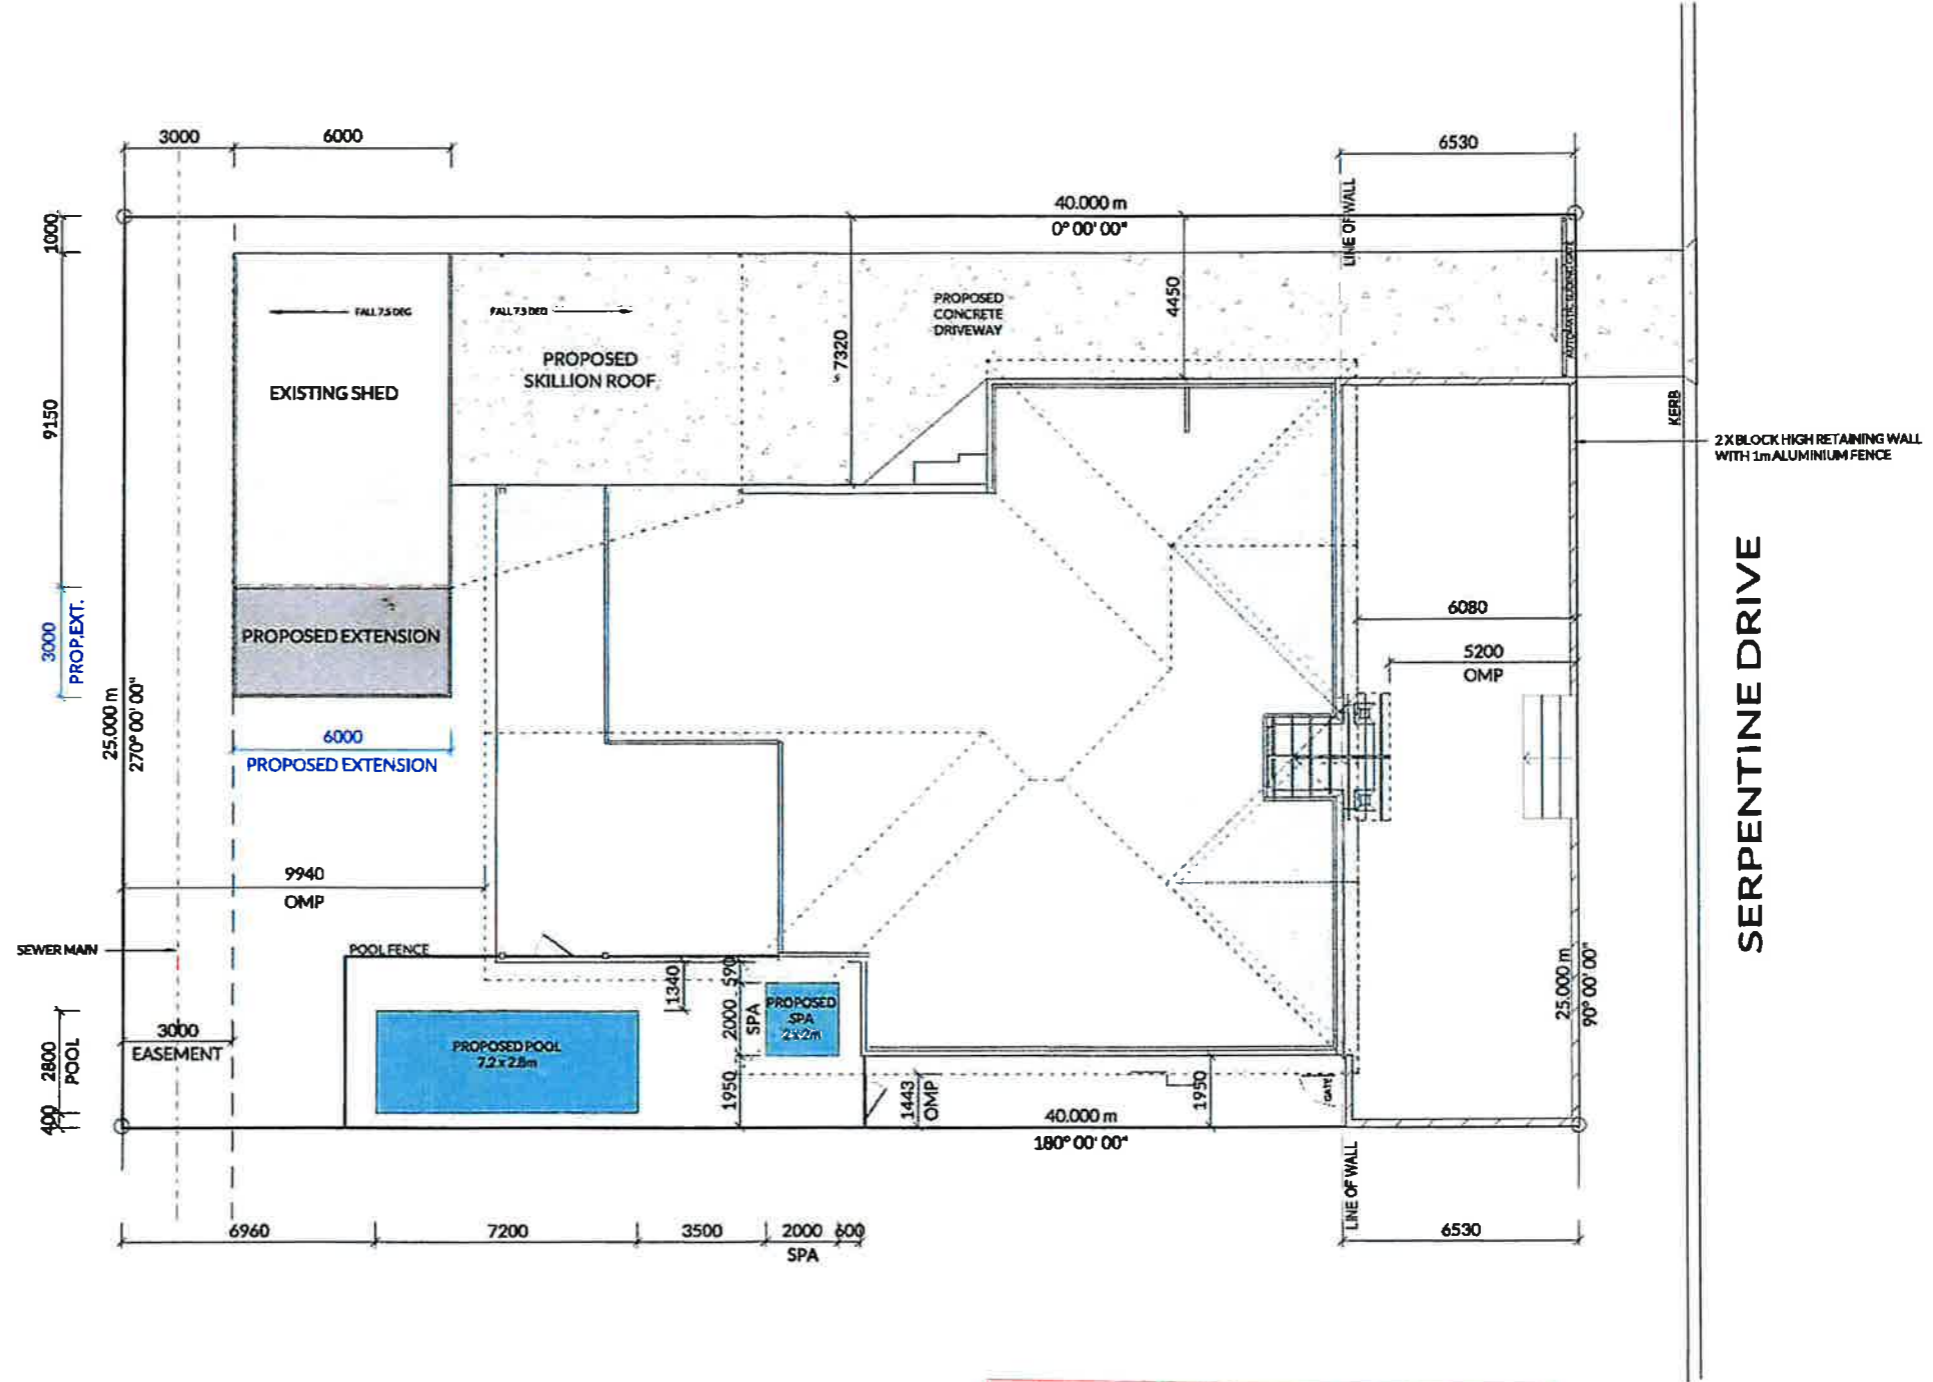 3000
6000
6530
40.000 m
0° 00' 00"
LINE OF WALL
1000
9150
3000
PROP.EXT.
25.000 m
270° 00' 00"
FALL 7.5 DEG
FALL 7.5 DEG
EXISTING SHED
PROPOSED
SKILLION ROOF
7320
PROPOSED
CONCRETE
DRIVEWAY
4450
AUTOMATIC SLIDING GATE
KERB
2 X BLOCK HIGH RETAINING WALL
WITH 1m ALUMINIUM FENCE
SERPENTINE DRIVE
PROPOSED EXTENSION
6000
PROPOSED EXTENSION
6080
5200
OMP
9940
OMP
SEWER MAIN
POOL FENCE
1340
590
2000
SPA
1950
PROPOSED
SPA
2 x 2m
PROPOSED POOL
7.2 x 2.8m
3000
EASEMENT
2800
POOL
400
1443
OMP
1950
GATE
25.000 m
90° 00' 00"
40.000 m
180° 00' 00"
LINE OF WALL
6960
7200
3500
2000
SPA
600
6530